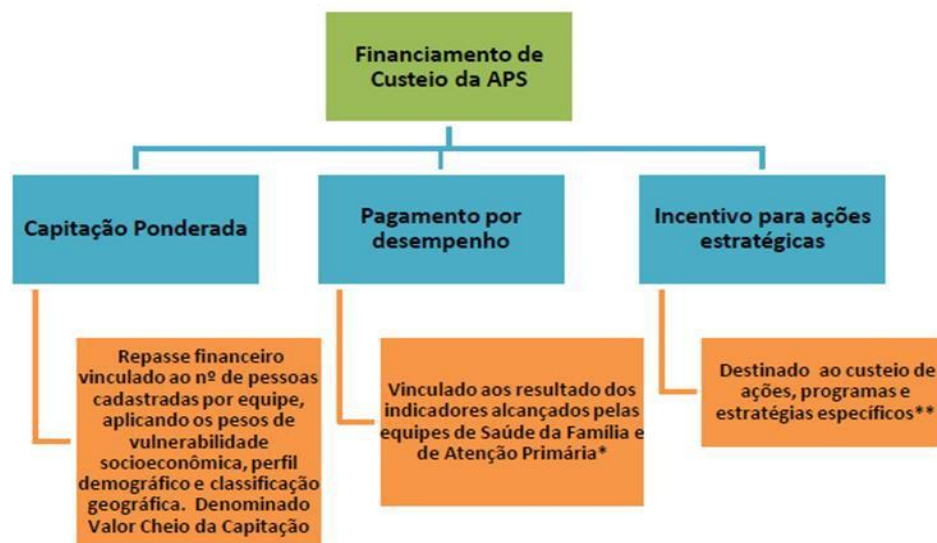 Financiamento de
Custeio da APS
Capitação Ponderada
Pagamento por
desempenho
Incentivo para ações
estratégicas
Repasse financeiro
vinculado ao nº de pessoas
cadastradas por equipe,
aplicando os pesos de
vulnerabilidade
socioeconômica, perfil
demográfico e classificação
geográfica. Denominado
Valor Cheio da Capitação
Vinculado aos resultado dos
indicadores alcançados pelas
equipes de Saúde da Família e
de Atenção Primária*
Destinado ao custeio de
ações, programas e
estratégias específicos**